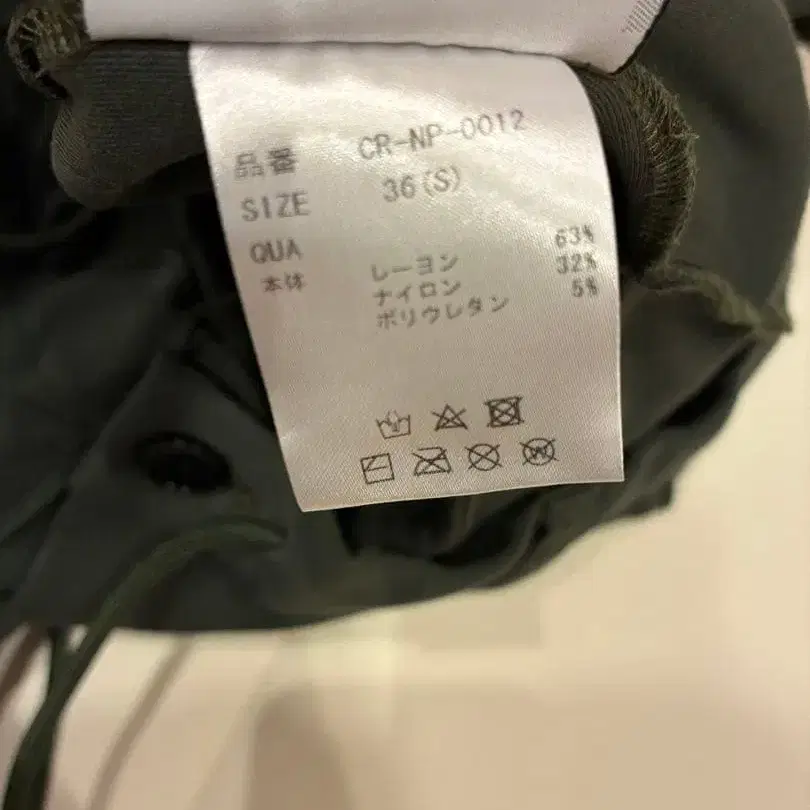 品番 CR-NP-0012
SIZE 36(S)
QUA
本体 レーヨン 63%
ナイロン 32%
ポリウレタン 5%